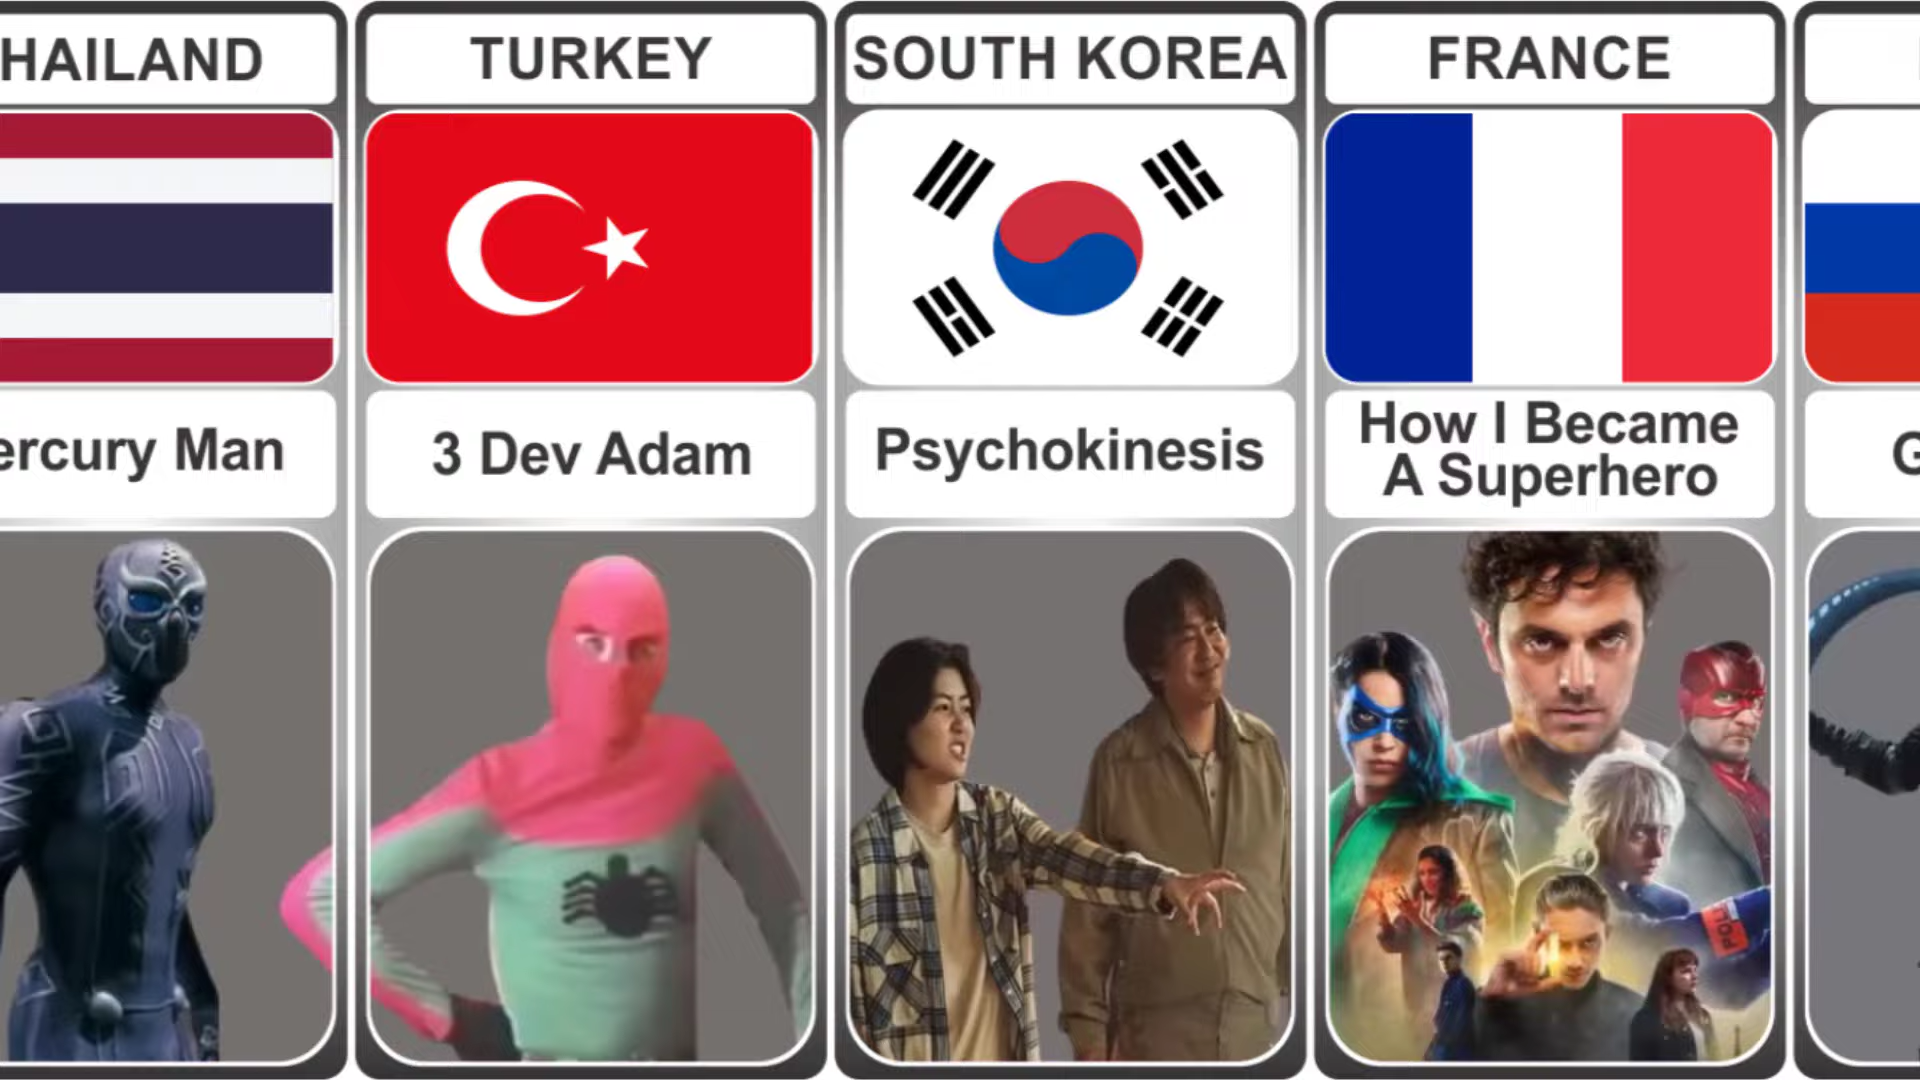 HAILAND
TURKEY
SOUTH KOREA
FRANCE
ercury Man
3 Dev Adam
Psychokinesis
How I Became
A Superhero
G